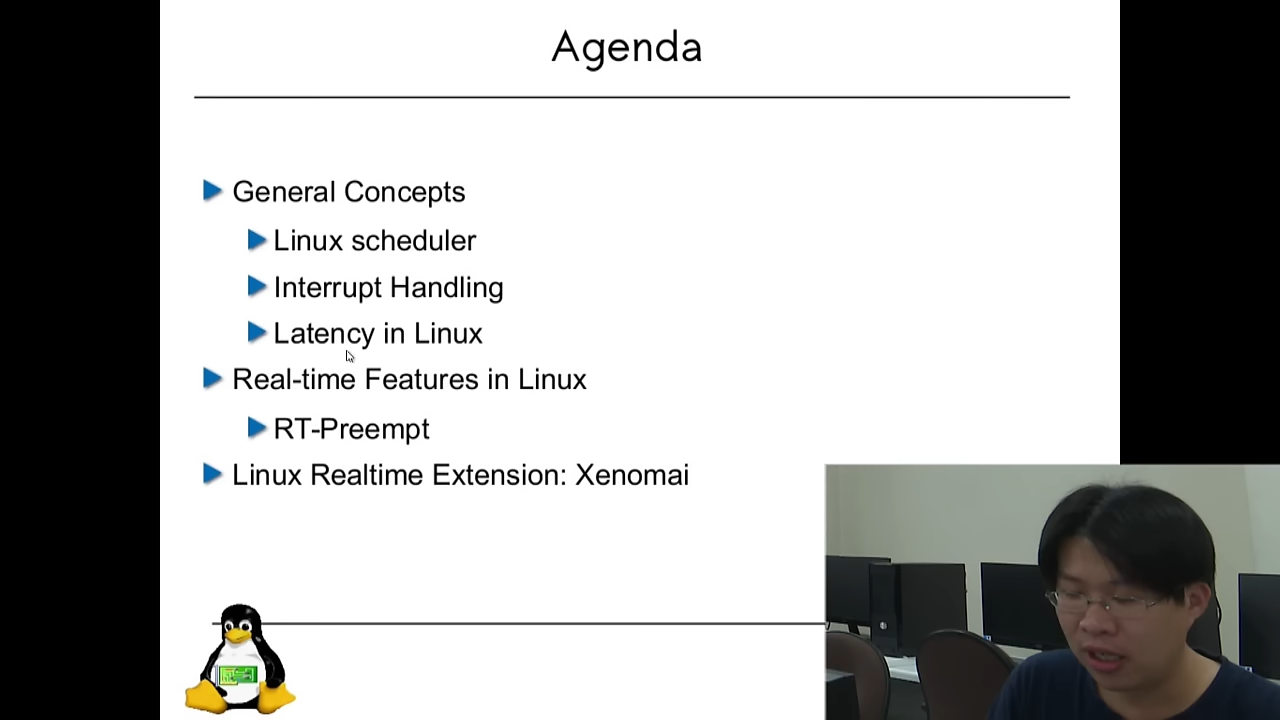 Agenda
General Concepts
Linux scheduler
Interrupt Handling
Latency in Linux
Real-time Features in Linux
RT-Preempt
Linux Realtime Extension: Xenomai